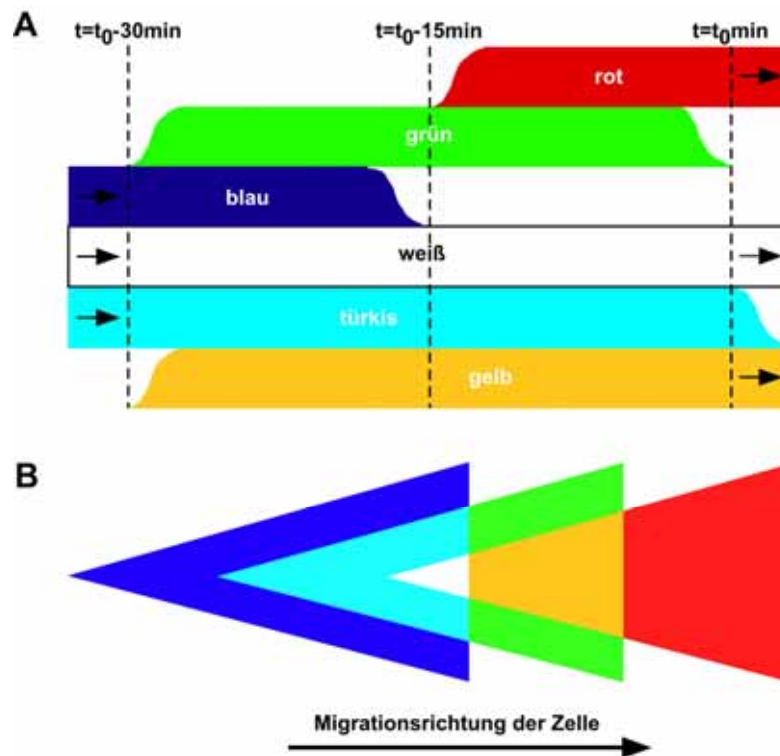 A
t=t₀-30min t=t₀-15min t=t₀min
rot
grün
blau
weiß
türkis
gelb
B
Migrationsrichtung der Zelle